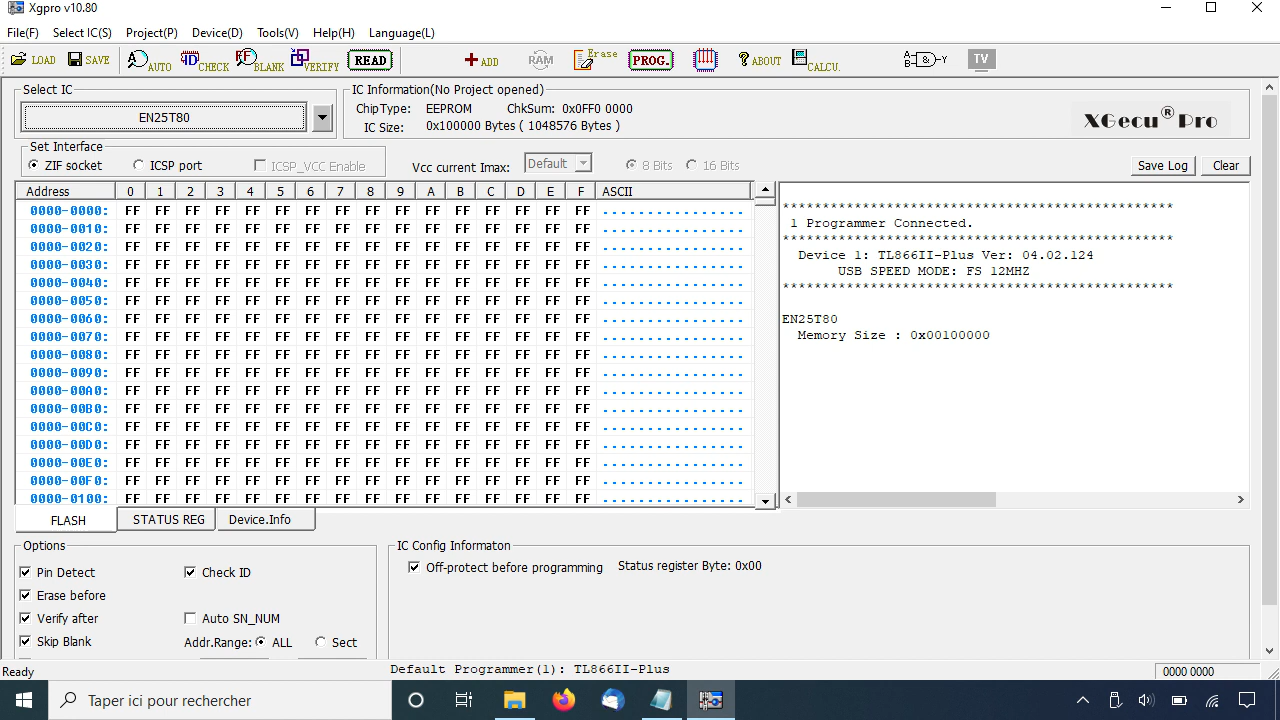 Xgpro v10.80
File(F) Select IC(S) Project(P) Device(D) Tools(V) Help(H) Language(L)
LOAD SAVE AUTO CHECK BLANK VERIFY READ ADD RAM Erase PROG. ABOUT CALCU. TV
Select IC
EN25T80
IC Information(No Project opened)
ChipType: EEPROM ChkSum: 0x0FF0 0000
IC Size: 0x100000 Bytes ( 1048576 Bytes )
XGecu® Pro
Set Interface
ZIF socket ICSP port ICSP_VCC Enable
Vcc current Imax: Default 8 Bits 16 Bits
Save Log Clear
Address 0 1 2 3 4 5 6 7 8 9 A B C D E F ASCII
0000-0000: FF FF FF FF FF FF FF FF FF FF FF FF FF FF FF FF ................
0000-0010: FF FF FF FF FF FF FF FF FF FF FF FF FF FF FF FF ................
0000-0020: FF FF FF FF FF FF FF FF FF FF FF FF FF FF FF FF ................
0000-0030: FF FF FF FF FF FF FF FF FF FF FF FF FF FF FF FF ................
0000-0040: FF FF FF FF FF FF FF FF FF FF FF FF FF FF FF FF ................
0000-0050: FF FF FF FF FF FF FF FF FF FF FF FF FF FF FF FF ................
0000-0060: FF FF FF FF FF FF FF FF FF FF FF FF FF FF FF FF ................
0000-0070: FF FF FF FF FF FF FF FF FF FF FF FF FF FF FF FF ................
0000-0080: FF FF FF FF FF FF FF FF FF FF FF FF FF FF FF FF ................
0000-0090: FF FF FF FF FF FF FF FF FF FF FF FF FF FF FF FF ................
0000-00A0: FF FF FF FF FF FF FF FF FF FF FF FF FF FF FF FF ................
0000-00B0: FF FF FF FF FF FF FF FF FF FF FF FF FF FF FF FF ................
0000-00C0: FF FF FF FF FF FF FF FF FF FF FF FF FF FF FF FF ................
0000-00D0: FF FF FF FF FF FF FF FF FF FF FF FF FF FF FF FF ................
0000-00E0: FF FF FF FF FF FF FF FF FF FF FF FF FF FF FF FF ................
0000-00F0: FF FF FF FF FF FF FF FF FF FF FF FF FF FF FF FF ................
0000-0100: FF FF FF FF FF FF FF FF FF FF FF FF FF FF FF FF ................
*************************************************
1 Programmer Connected.
*************************************************
Device 1: TL866II-Plus Ver: 04.02.124
USB SPEED MODE: FS 12MHZ
*************************************************
EN25T80
Memory Size : 0x00100000
FLASH STATUS REG Device.Info
Options
Pin Detect Check ID
Erase before
Verify after Auto SN_NUM
Skip Blank Addr.Range: ALL Sect
IC Config Informaton
Off-protect before programming Status register Byte: 0x00
Ready Default Programmer(1): TL866II-Plus 0000 0000
Taper ici pour rechercher